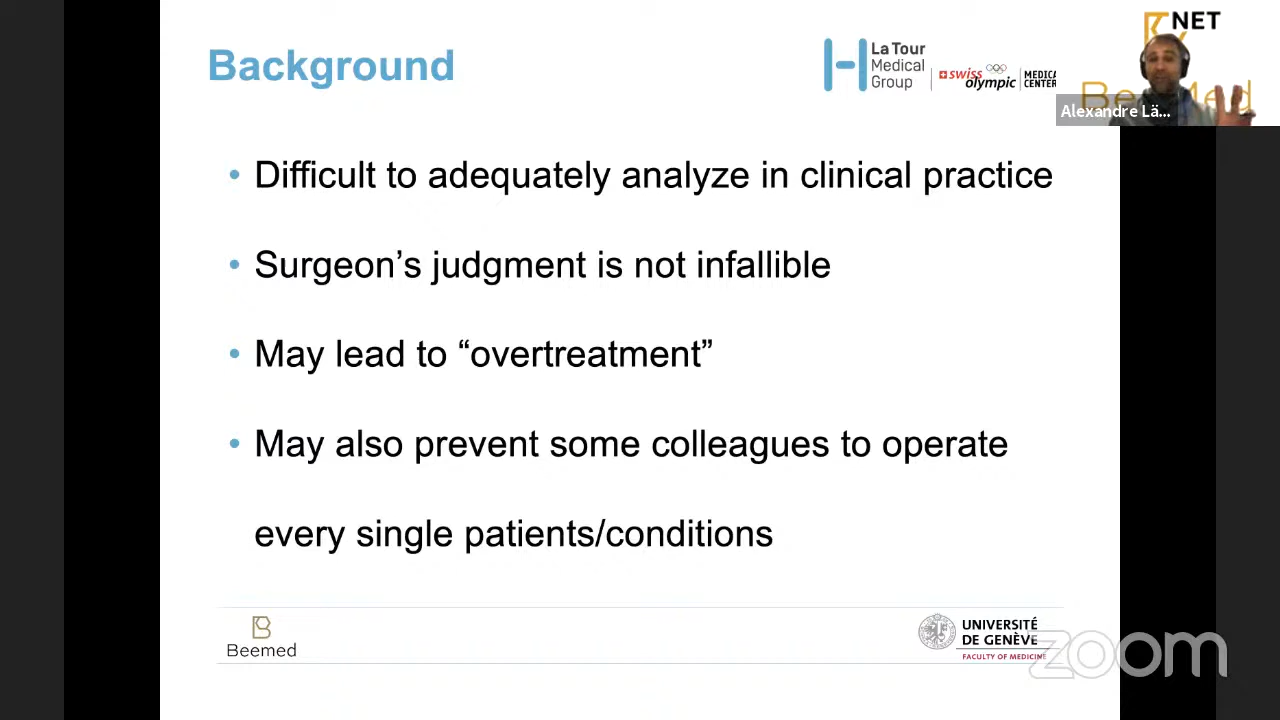 Background
La Tour
Medical
Group
swiss
olympic
MEDICA
CENTER
NET
Alexandre Lä...
• Difficult to adequately analyze in clinical practice
• Surgeon’s judgment is not infallible
• May lead to “overtreatment”
• May also prevent some colleagues to operate
every single patients/conditions
Beemed
UNIVERSITÉ
DE GENÈVE
FACULTY OF MEDICINE
zoom